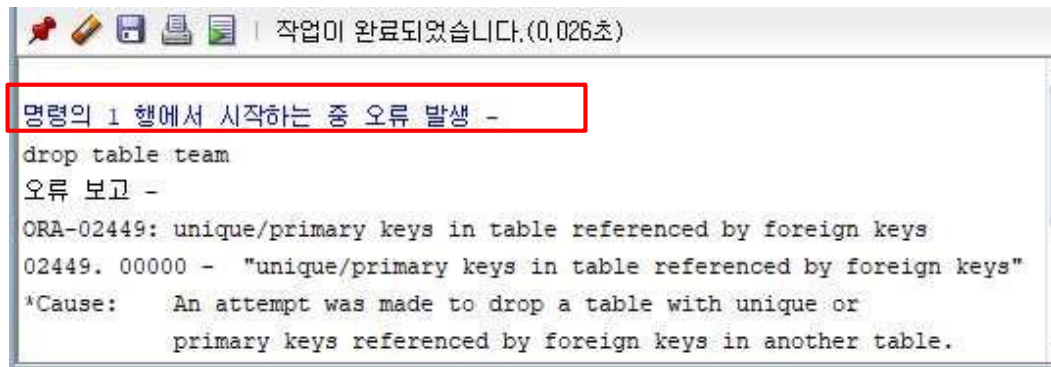 작업이 완료되었습니다.(0,026초)
명령의 1 행에서 시작하는 중 오류 발생 -
drop table team
오류 보고 -
ORA-02449: unique/primary keys in table referenced by foreign keys
02449. 00000 -  "unique/primary keys in table referenced by foreign keys"
*Cause:    An attempt was made to drop a table with unique or
           primary keys referenced by foreign keys in another table.